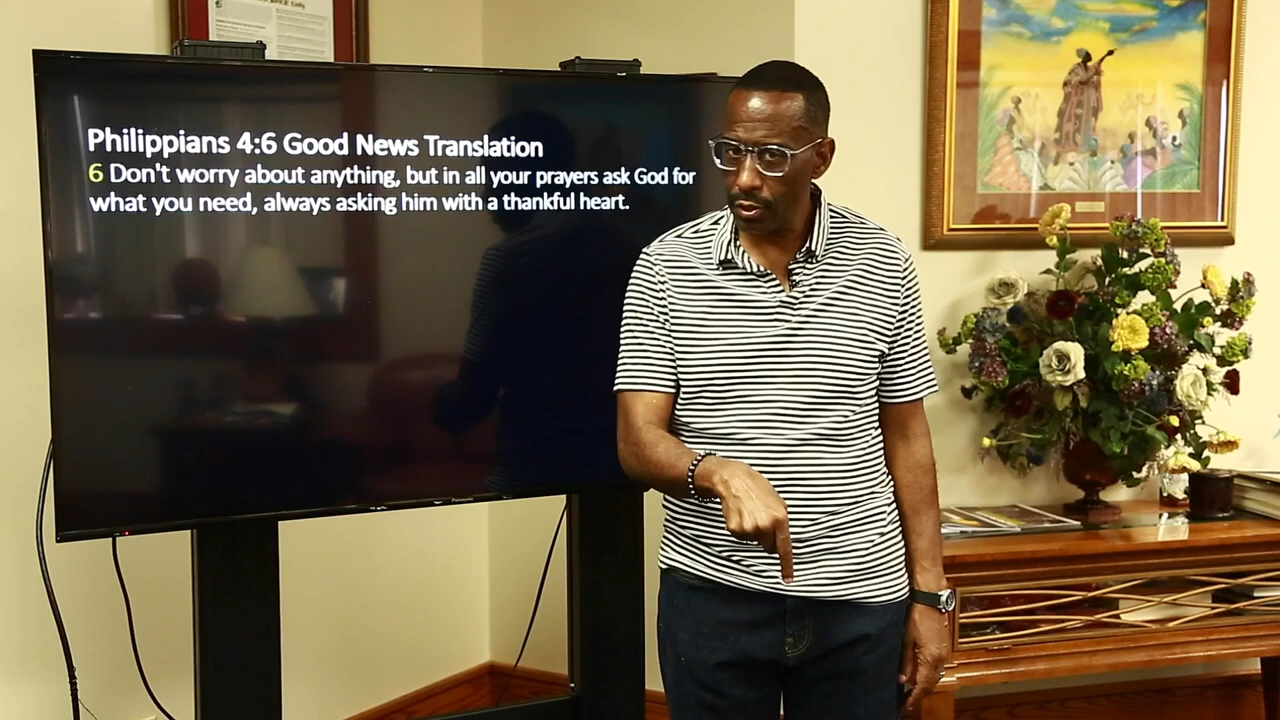 Philippians 4:6 Good News Translation
6 Don't worry about anything, but in all your prayers ask God for
what you need, always asking him with a thankful heart.